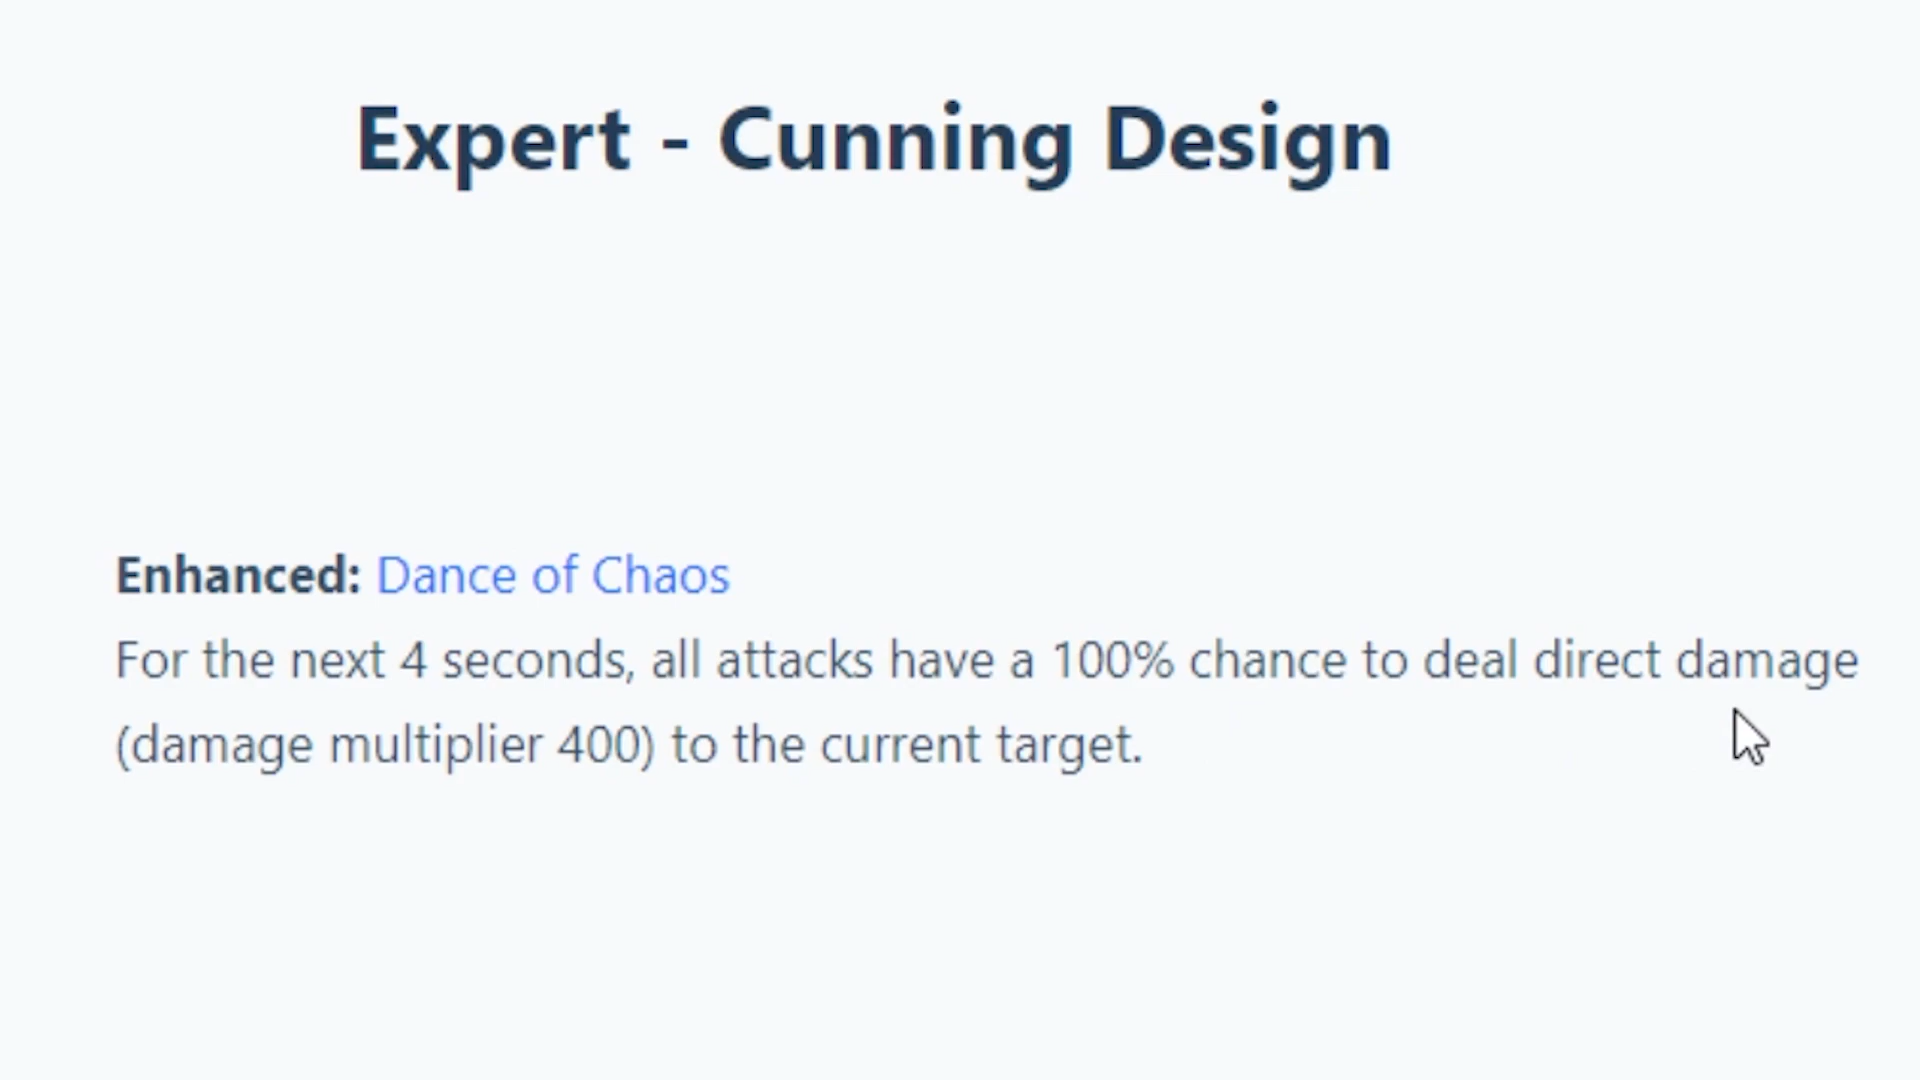 Expert - Cunning Design
Enhanced: Dance of Chaos
For the next 4 seconds, all attacks have a 100% chance to deal direct damage
(damage multiplier 400) to the current target.